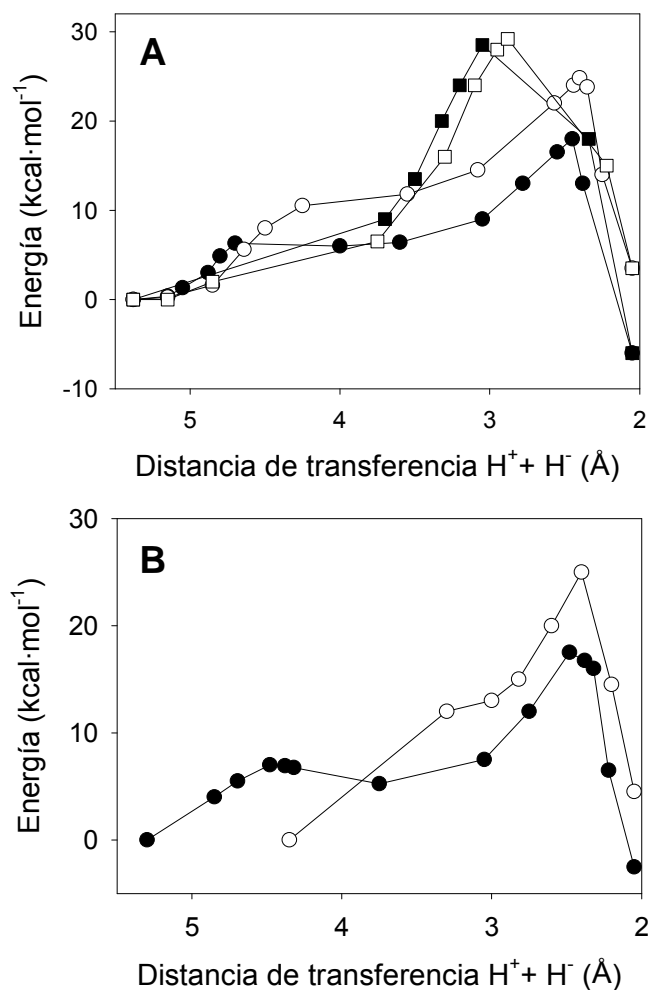 A
30
20
10
0
-10
Energía (kcal·mol⁻¹)
5 4 3 2
Distancia de transferencia H⁺+ H⁻ (Å)
B
30
20
10
0
Energía (kcal·mol⁻¹)
5 4 3 2
Distancia de transferencia H⁺+ H⁻ (Å)